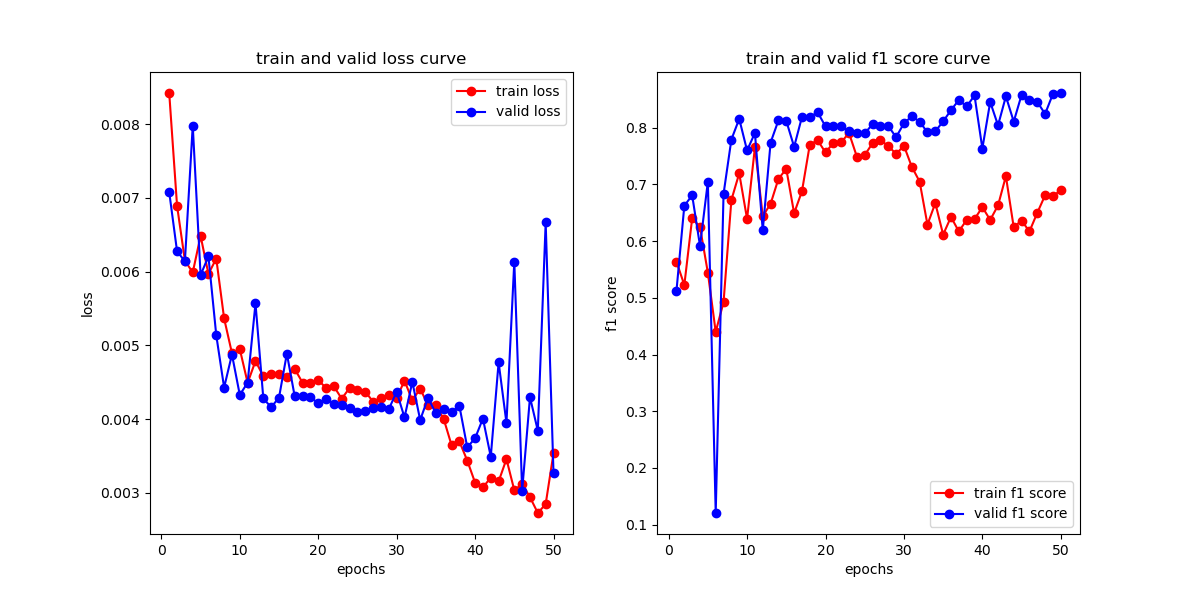 train and valid loss curve
train loss
valid loss
0.008
0.007
0.006
0.005
0.004
0.003
loss
0 10 20 30 40 50
epochs
train and valid f1 score curve
0.8
0.7
0.6
0.5
0.4
0.3
0.2
0.1
f1 score
train f1 score
valid f1 score
0 10 20 30 40 50
epochs